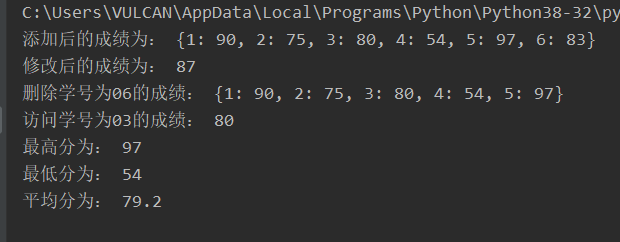 C:\Users\VULCAN\AppData\Local\Programs\Python\Python38-32\py
添加后的成绩为： {1: 90, 2: 75, 3: 80, 4: 54, 5: 97, 6: 83}
修改后的成绩为： 87
删除学号为06的成绩： {1: 90, 2: 75, 3: 80, 4: 54, 5: 97}
访问学号为03的成绩： 80
最高分为： 97
最低分为： 54
平均分为： 79.2